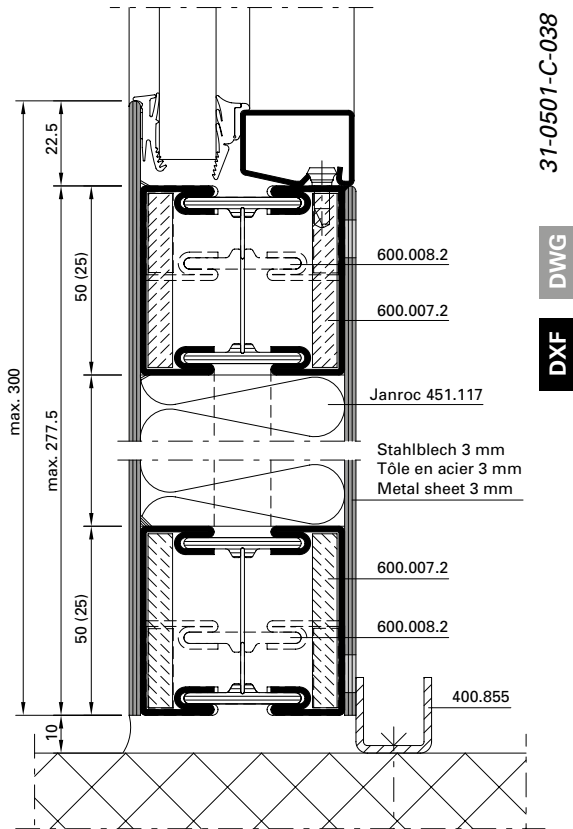 31-0501-C-038
DWG
DXF
22.5
50 (25)
max. 300
max. 277.5
50 (25)
10
600.008.2
600.007.2
Janroc 451.117
Stahlblech 3 mm
Tôle en acier 3 mm
Metal sheet 3 mm
600.007.2
600.008.2
400.855